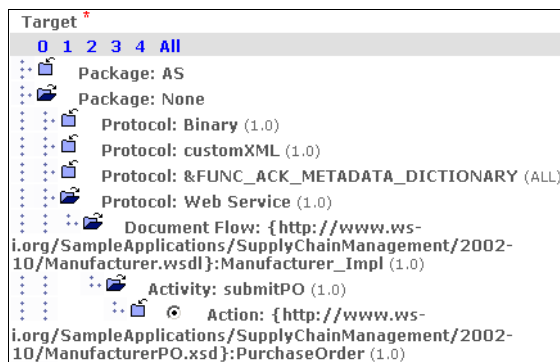 Target *
0 1 2 3 4 All
Package: AS
Package: None
Protocol: Binary (1.0)
Protocol: customXML (1.0)
Protocol: &FUNC_ACK_METADATA_DICTIONARY (ALL)
Protocol: Web Service (1.0)
Document Flow: {http://www.ws-
i.org/SampleApplications/SupplyChainManagement/2002-
10/Manufacturer.wsdl}:Manufacturer_Impl (1.0)
Activity: submitPO (1.0)
Action: {http://www.ws-
i.org/SampleApplications/SupplyChainManagement/2002-
10/ManufacturerPO.xsd}:PurchaseOrder (1.0)